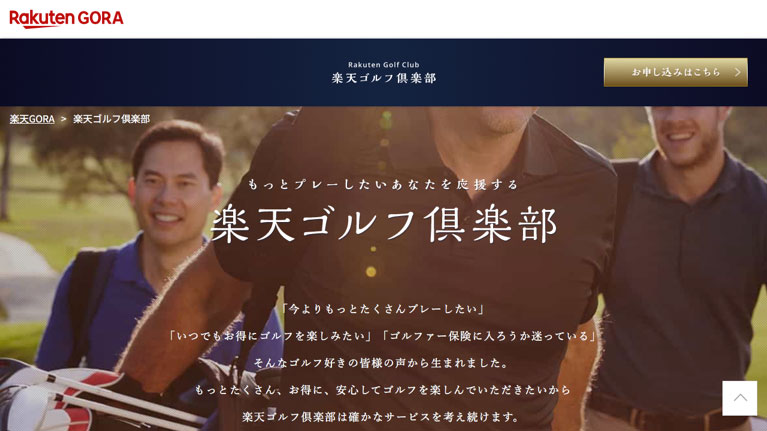 Rakuten GORA
Rakuten Golf Club
楽天ゴルフ倶楽部
お申し込みはこちら
楽天GORA > 楽天ゴルフ倶楽部
もっとプレーしたいあなたを応援する
楽天ゴルフ倶楽部
「今よりもっとたくさんプレーしたい」
「いつでもお得にゴルフを楽しみたい」「ゴルファー保険に入ろうか迷っている」
そんなゴルフ好きの皆様の声から生まれました。
もっとたくさん、お得に、安心してゴルフを楽しんでいただきたいから
楽天ゴルフ倶楽部は確かなサービスを考え続けます。